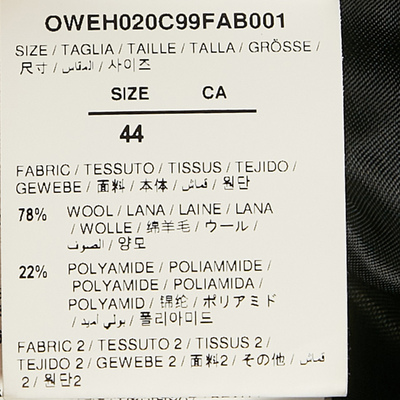 OWEH020C99FAB001
SIZE / TAGLIA / TAILLE / TALLA / GRÖSSE /
尺寸 / المقاس / 사이즈
SIZE CA
44
FABRIC / TESSUTO / TISSUS / TEJIDO /
GEWEBE / 面料 / 本体 / قماش / 원단
78% WOOL / LANA / LAINE / LANA
/ WOLLE / 绵羊毛 / ウール /
الصوف / 양모
22% POLYAMIDE / POLIAMMIDE /
POLYAMIDE / POLIAMIDA /
POLYAMID / 锦纶 / ポリアミド
/ بولي أميد / 폴리아미드
FABRIC 2 / TESSUTO 2 / TISSUS 2 /
TEJIDO 2 / GEWEBE 2 / 面料2 / その他 / قماش
2 / 원단2